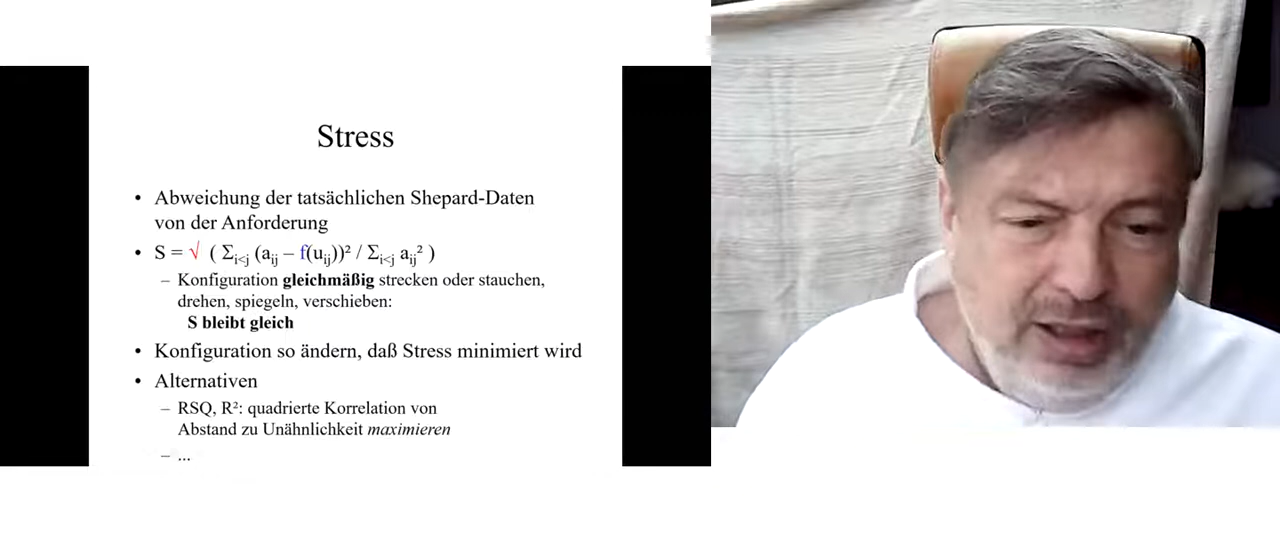 Stress
• Abweichung der tatsächlichen Shepard-Daten
von der Anforderung
• S = √ ( Σi<j (aij – f(uij))² / Σi<j aij² )
– Konfiguration gleichmäßig strecken oder stauchen,
drehen, spiegeln, verschieben:
S bleibt gleich
• Konfiguration so ändern, daß Stress minimiert wird
• Alternativen
– RSQ, R²: quadrierte Korrelation von
Abstand zu Unähnlichkeit maximieren
– ...